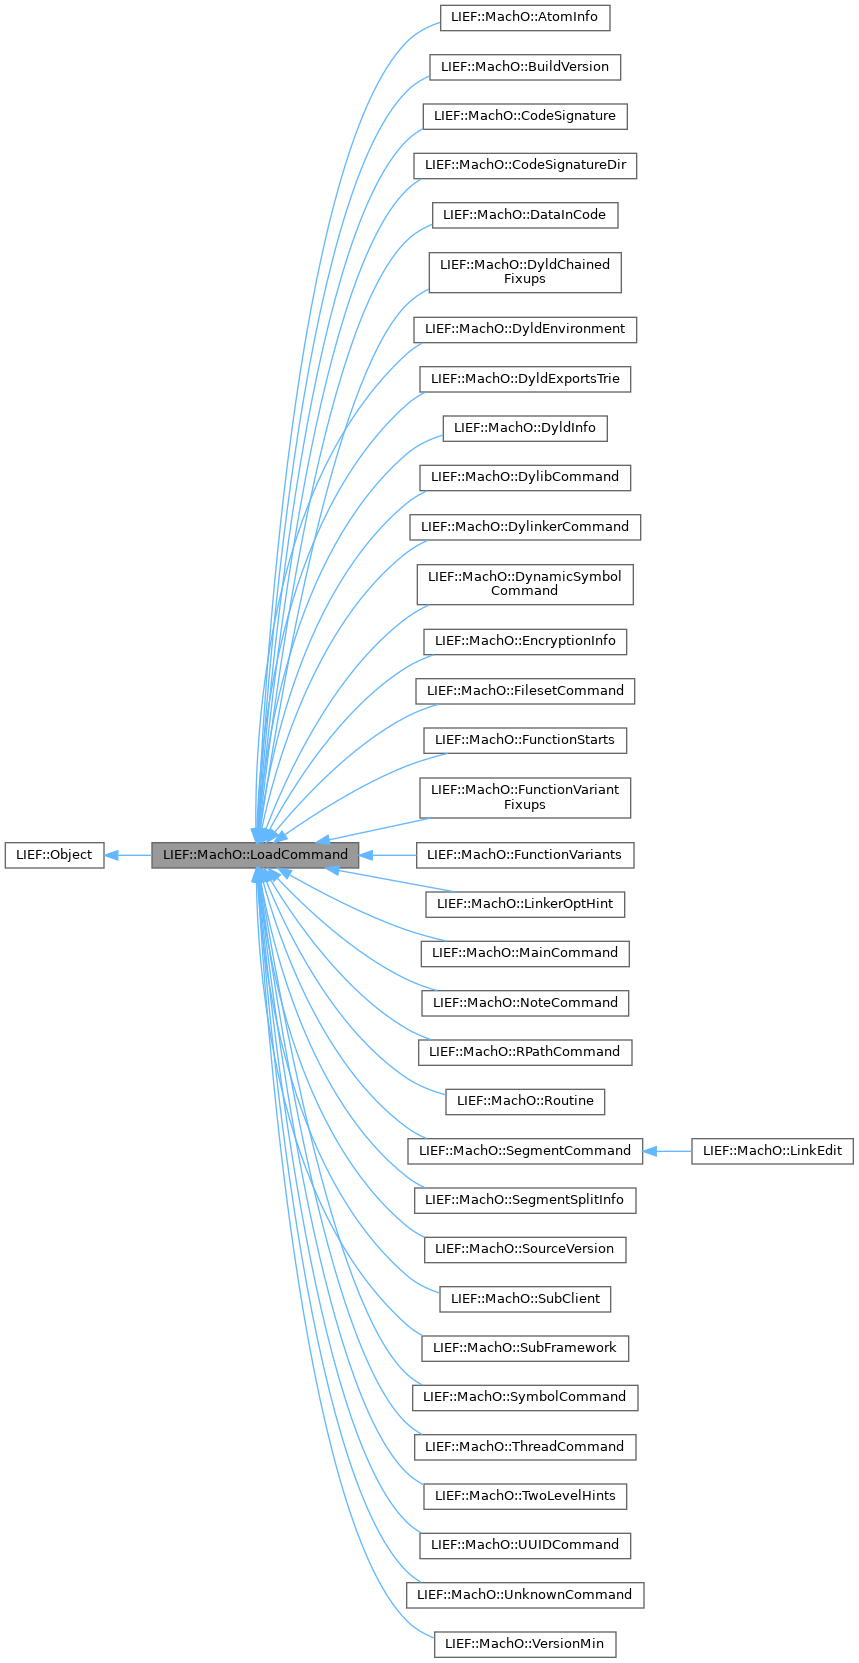 LIEF::MachO::AtomInfo
LIEF::MachO::BuildVersion
LIEF::MachO::CodeSignature
LIEF::MachO::CodeSignatureDir
LIEF::MachO::DataInCode
LIEF::MachO::DyldChained
Fixups
LIEF::MachO::DyldEnvironment
LIEF::MachO::DyldExportsTrie
LIEF::MachO::DyldInfo
LIEF::MachO::DylibCommand
LIEF::MachO::DylinkerCommand
LIEF::MachO::DynamicSymbol
Command
LIEF::MachO::EncryptionInfo
LIEF::MachO::FilesetCommand
LIEF::MachO::FunctionStarts
LIEF::MachO::FunctionVariant
Fixups
LIEF::Object
LIEF::MachO::LoadCommand
LIEF::MachO::FunctionVariants
LIEF::MachO::LinkerOptHint
LIEF::MachO::MainCommand
LIEF::MachO::NoteCommand
LIEF::MachO::RPathCommand
LIEF::MachO::Routine
LIEF::MachO::SegmentCommand
LIEF::MachO::LinkEdit
LIEF::MachO::SegmentSplitInfo
LIEF::MachO::SourceVersion
LIEF::MachO::SubClient
LIEF::MachO::SubFramework
LIEF::MachO::SymbolCommand
LIEF::MachO::ThreadCommand
LIEF::MachO::TwoLevelHints
LIEF::MachO::UUIDCommand
LIEF::MachO::UnknownCommand
LIEF::MachO::VersionMin